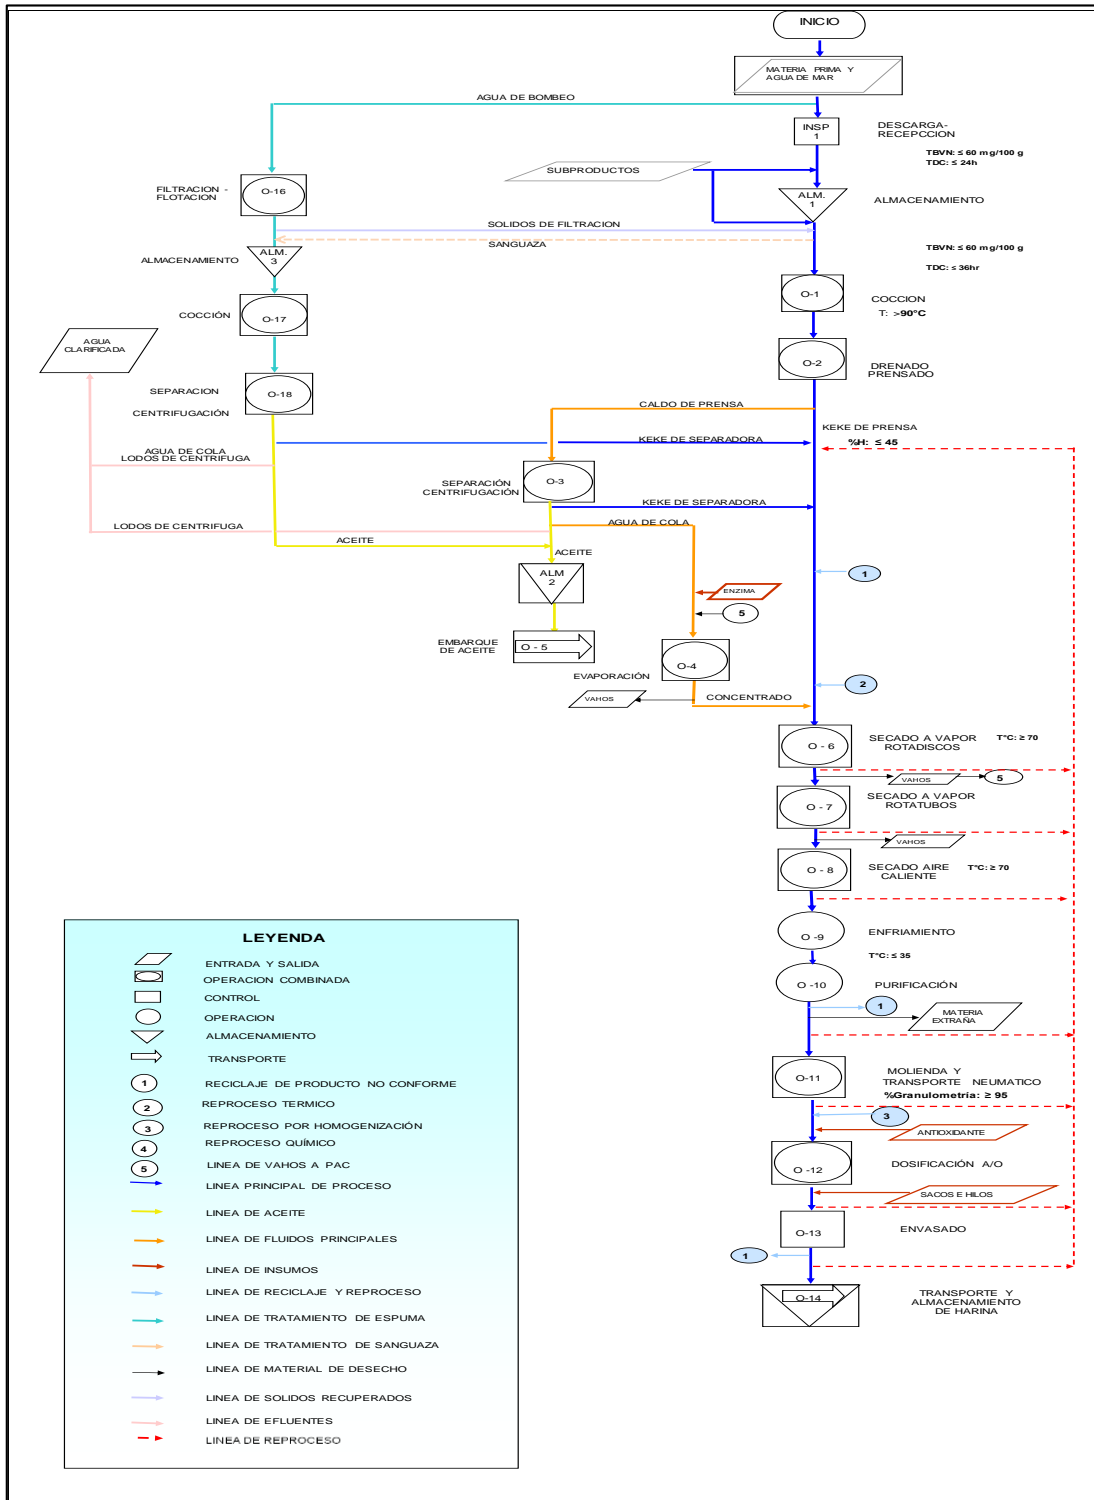 INICIO
MATERIA PRIMA Y
AGUA DE MAR
AGUA DE BOMBEO
INSP
1
DESCARGA-
RECEPCCION
TBVN: ≤ 60 mg/100 g
TDC: ≤ 24h
SUBPRODUCTOS
FILTRACION -
FLOTACION
O-16
ALM.
1
ALMACENAMIENTO
SOLIDOS DE FILTRACION
SANGUAZA
ALMACENAMIENTO
ALM.
3
TBVN: ≤ 60 mg/100 g
TDC: ≤ 36hr
O-1
COCCION
T: >90°C
COCCIÓN
O-17
AGUA
CLARIFICADA
O-2
DRENADO
PRENSADO
SEPARACION
CENTRIFUGACIÓN
O-18
CALDO DE PRENSA
KEKE DE PRENSA
%H: ≤ 45
KEKE DE SEPARADORA
AGUA DE COLA
LODOS DE CENTRIFUGA
SEPARACIÓN
CENTRIFUGACIÓN
O-3
KEKE DE SEPARADORA
LODOS DE CENTRIFUGA
AGUA DE COLA
ACEITE
ACEITE
ALM
2
1
ENZIMA
5
EMBARQUE
DE ACEITE
O - 5
O-4
EVAPORACIÓN
2
VAHOS
CONCENTRADO
O - 6
SECADO A VAPOR
ROTADISCOS
T°C: ≥ 70
VAHOS
5
O - 7
SECADO A VAPOR
ROTATUBOS
VAHOS
O - 8
SECADO AIRE
CALIENTE
T°C: ≥ 70
O -9
ENFRIAMIENTO
T°C: ≤ 35
O -10
PURIFICACIÓN
1
MATERIA
EXTRAÑA
O-11
MOLIENDA Y
TRANSPORTE NEUMATICO
%Granulometría: ≥ 95
3
ANTIOXIDANTE
O -12
DOSIFICACIÓN A/O
SACOS E HILOS
O-13
ENVASADO
1
O-14
TRANSPORTE Y
ALMACENAMIENTO
DE HARINA
LEYENDA
ENTRADA Y SALIDA
OPERACION COMBINADA
CONTROL
OPERACION
ALMACENAMIENTO
TRANSPORTE
1 RECICLAJE DE PRODUCTO NO CONFORME
2 REPROCESO TERMICO
3 REPROCESO POR HOMOGENIZACIÓN
4 REPROCESO QUÍMICO
5 LINEA DE VAHOS A PAC
LINEA PRINCIPAL DE PROCESO
LINEA DE ACEITE
LINEA DE FLUIDOS PRINCIPALES
LINEA DE INSUMOS
LINEA DE RECICLAJE Y REPROCESO
LINEA DE TRATAMIENTO DE ESPUMA
LINEA DE TRATAMIENTO DE SANGUAZA
LINEA DE MATERIAL DE DESECHO
LINEA DE SOLIDOS RECUPERADOS
LINEA DE EFLUENTES
LINEA DE REPROCESO